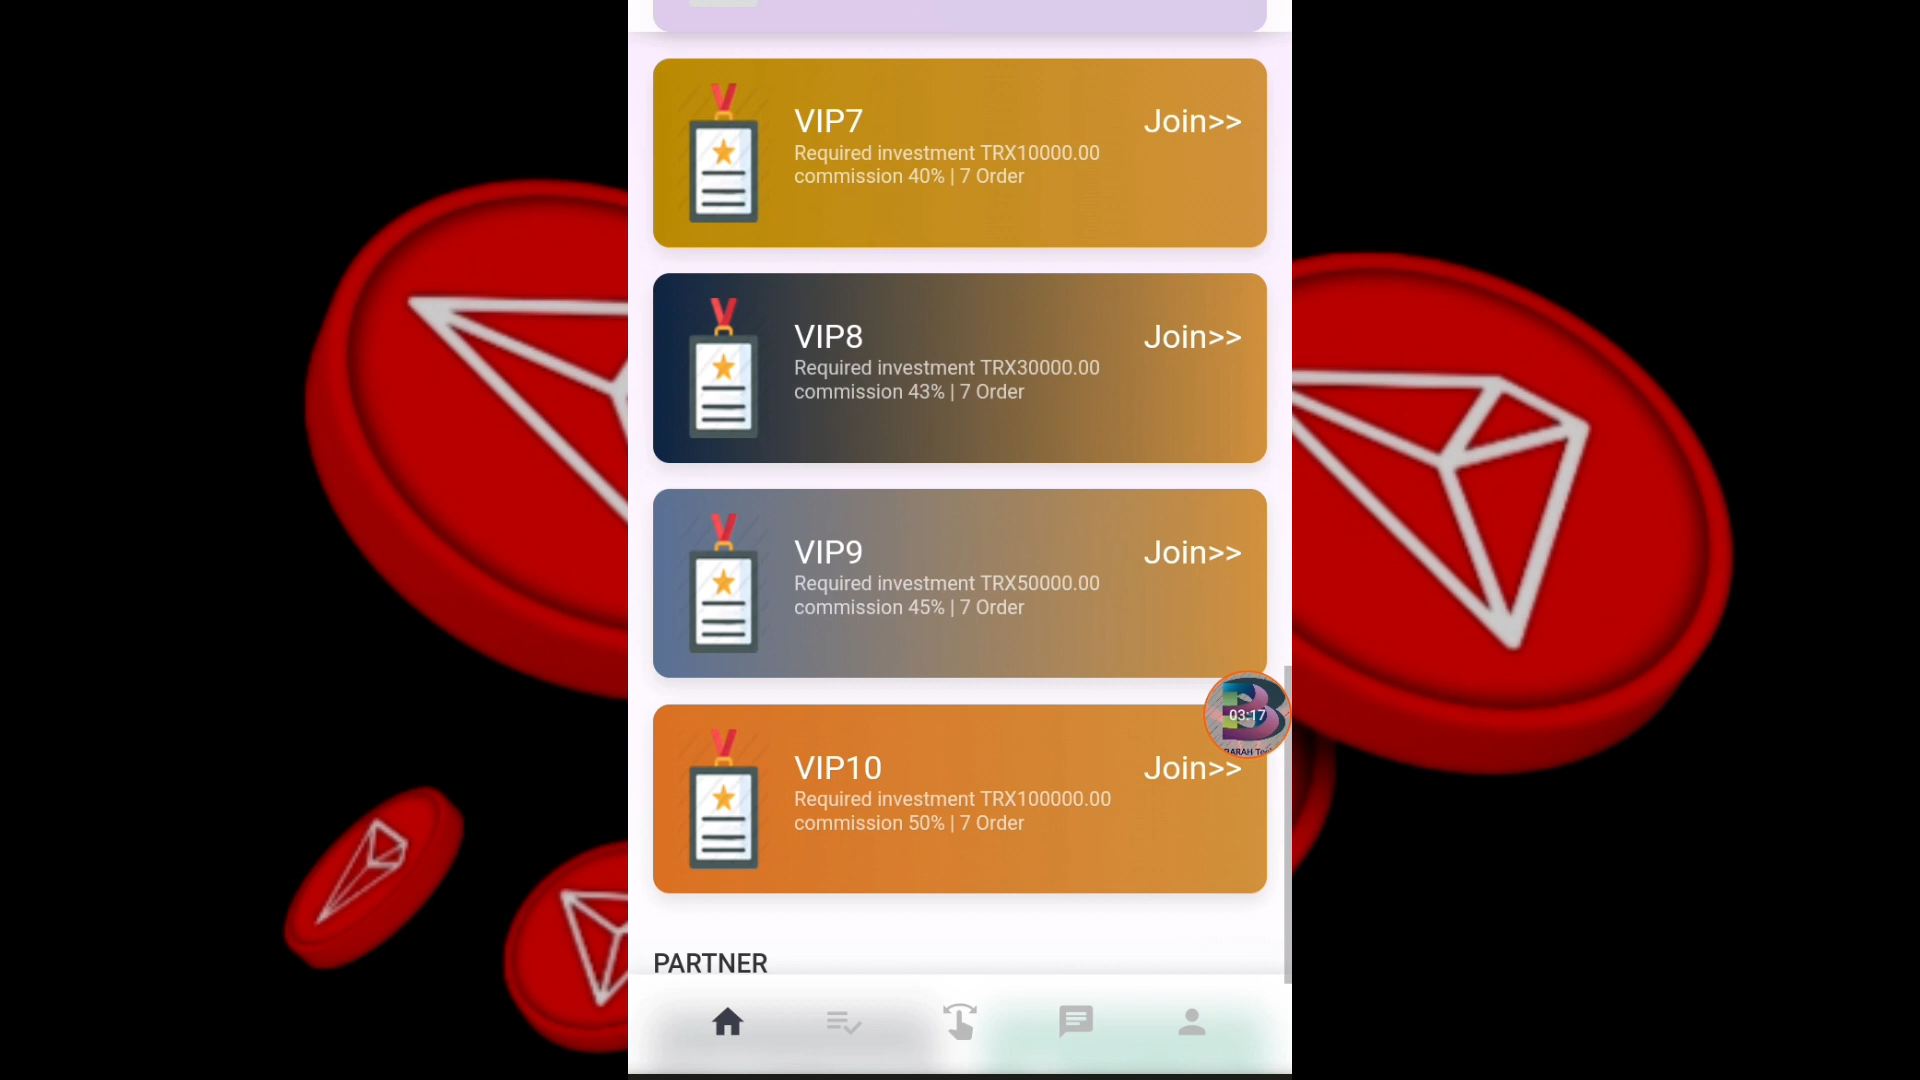 VIP7
Join>>
Required investment TRX10000.00
commission 40% | 7 Order
VIP8
Join>>
Required investment TRX30000.00
commission 43% | 7 Order
VIP9
Join>>
Required investment TRX50000.00
commission 45% | 7 Order
03:17
VIP10
Join>>
Required investment TRX100000.00
commission 50% | 7 Order
PARTNER